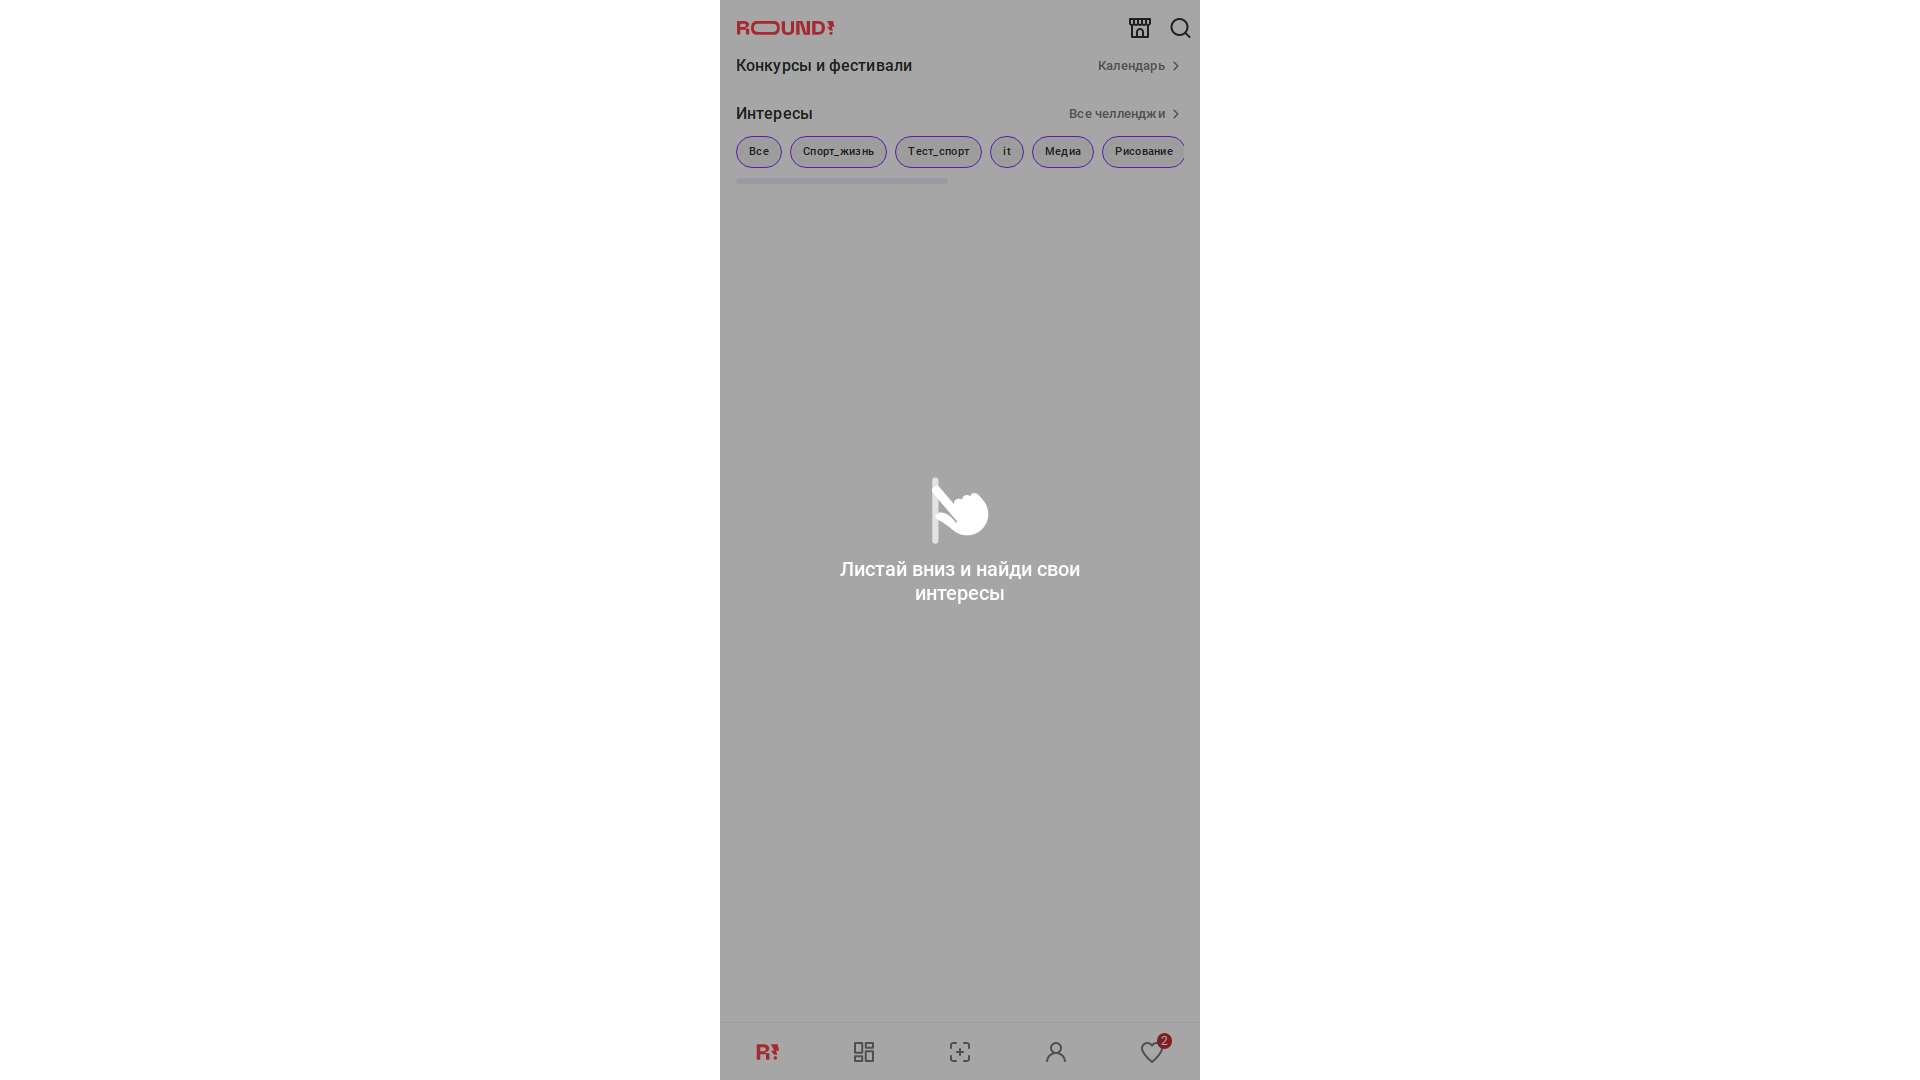 ROUND!
Конкурсы и фестивали
Календарь
Интересы
Все челленджи
Все
Спорт_жизнь
Тест_спорт
it
Медиа
Рисование
Листай вниз и найди свои
интересы
R!
2